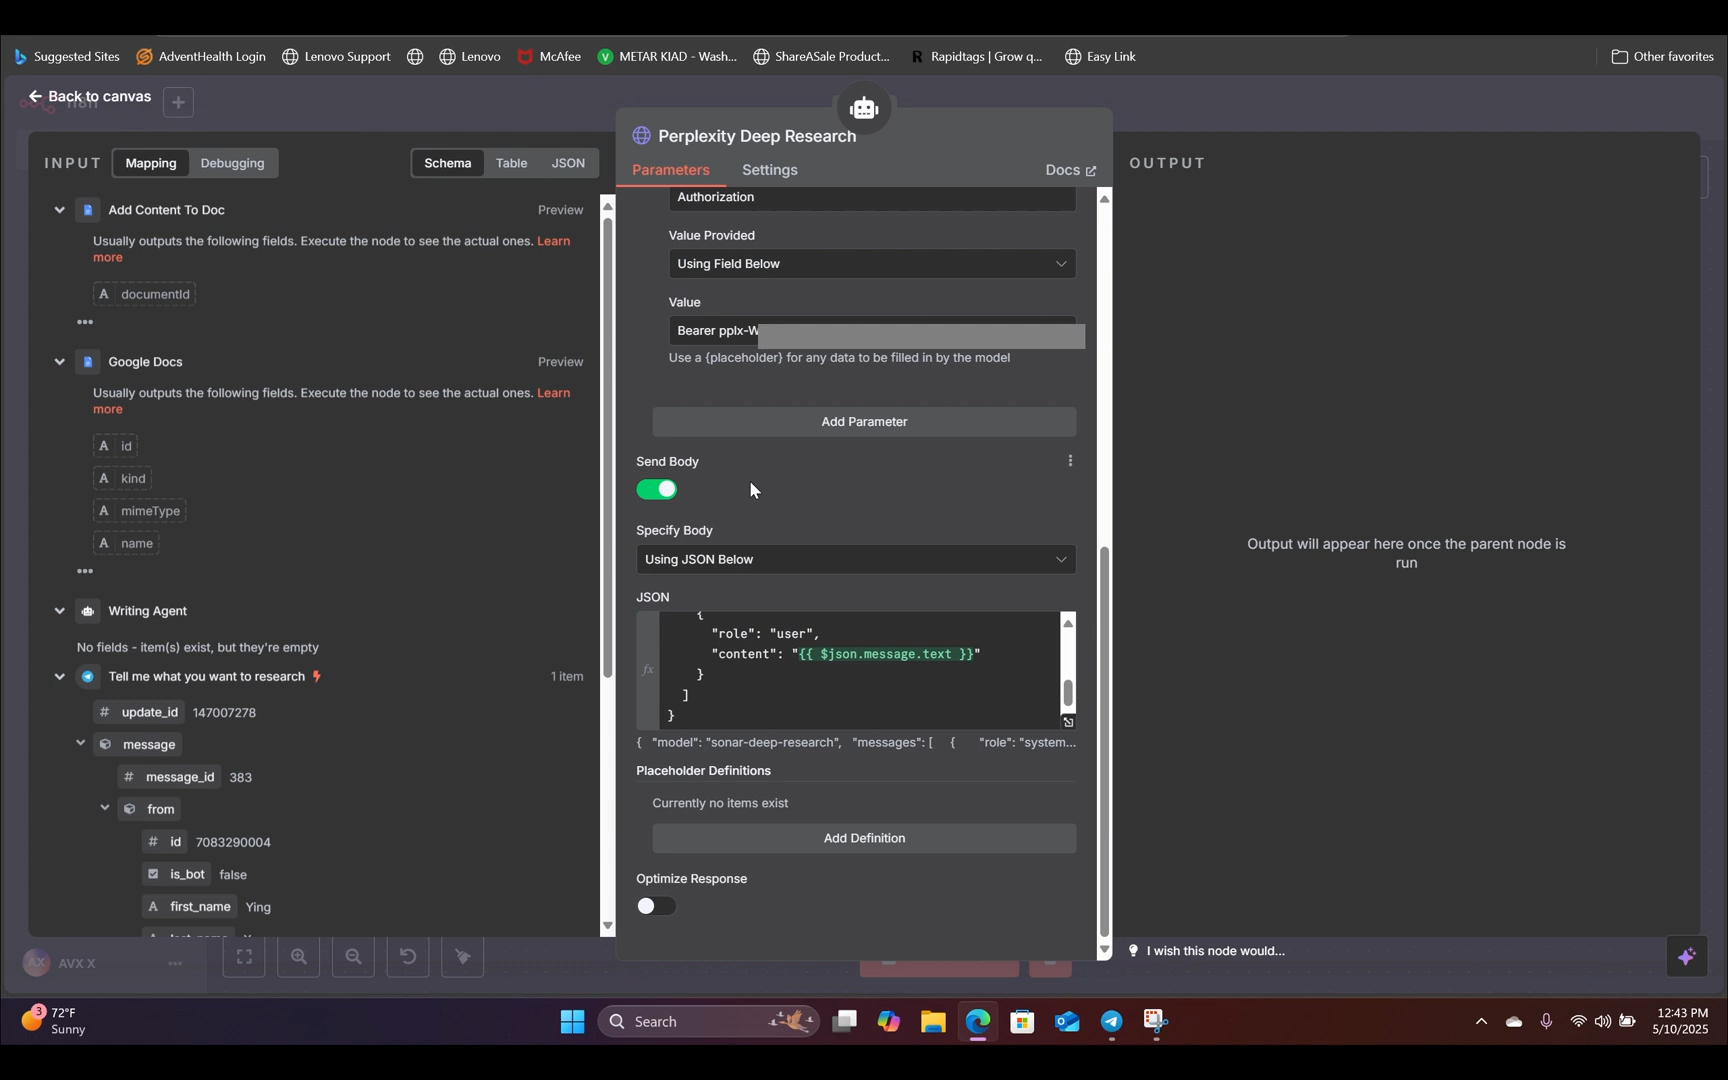 Suggested Sites
AdventHealth Login
Lenovo Support
Lenovo
McAfee
METAR KIAD - Wash...
ShareASale Product...
Rapidtags | Grow q...
Easy Link
Other favorites
Back to canvas
INPUT
Mapping
Debugging
Schema
Table
JSON
Add Content To Doc
Preview
Usually outputs the following fields. Execute the node to see the actual ones. Learn
more
A documentId
Google Docs
Preview
Usually outputs the following fields. Execute the node to see the actual ones. Learn
more
A id
A kind
A mimeType
A name
Writing Agent
No fields - item(s) exist, but they're empty
Tell me what you want to research
1 item
# update_id 147007278
message
# message_id 383
from
# id 7083290004
is_bot false
A first_name Ying
AX AVX X
Perplexity Deep Research
Parameters
Settings
Docs
Authorization
Value Provided
Using Field Below
Value
Bearer pplx-W
Use a {placeholder} for any data to be filled in by the model
Add Parameter
Send Body
Specify Body
Using JSON Below
JSON
fx
{
"role": "user",
"content": "{{ $json.message.text }}"
}
]
}
{ "model": "sonar-deep-research", "messages": [ { "role": "system...
Placeholder Definitions
Currently no items exist
Add Definition
Optimize Response
OUTPUT
Output will appear here once the parent node is
run
I wish this node would...
3
72°F
Sunny
Search
12:43 PM
5/10/2025